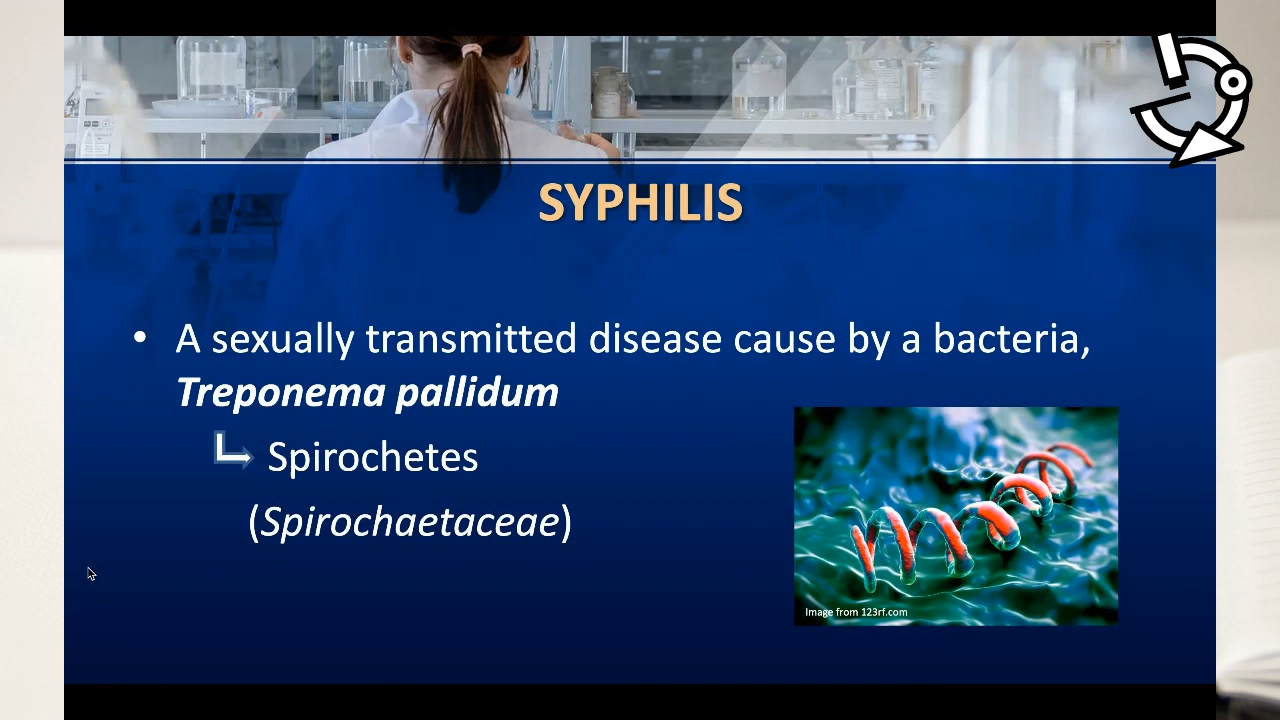 SYPHILIS
• A sexually transmitted disease cause by a bacteria,
Treponema pallidum
Spirochetes
(Spirochaetaceae)
Image from 123rf.com